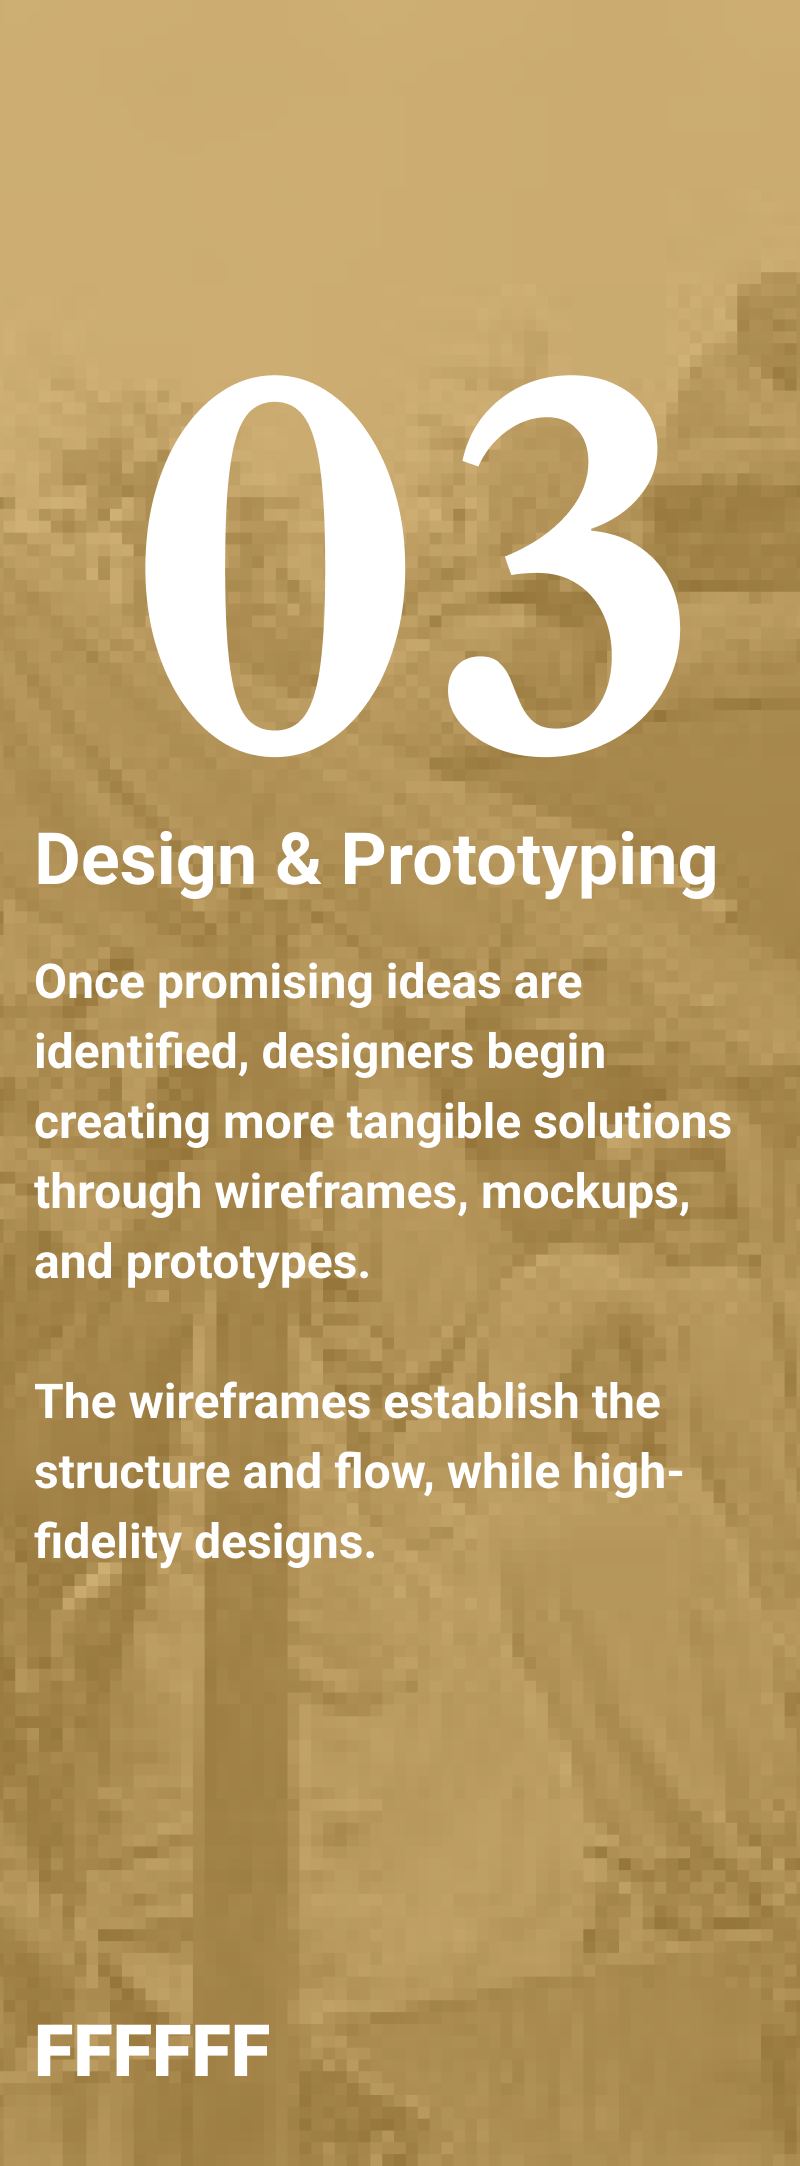 03
Design & Prototyping
Once promising ideas are
identified, designers begin
creating more tangible solutions
through wireframes, mockups,
and prototypes.
The wireframes establish the
structure and flow, while high-
fidelity designs.
FFFFFF